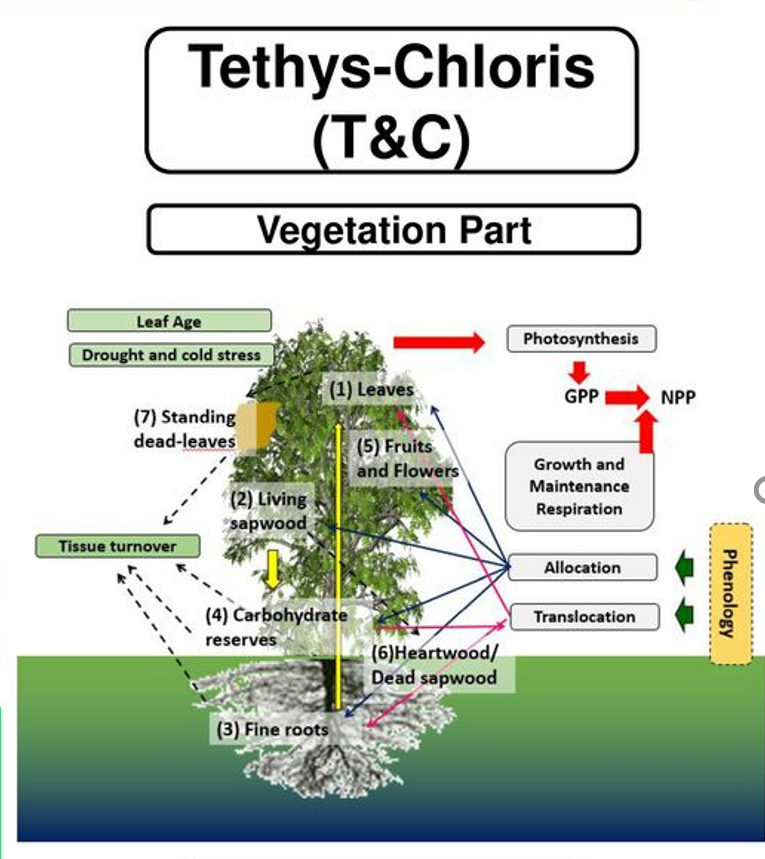 Tethys-Chloris
(T&C)
Vegetation Part
Leaf Age
Drought and cold stress
Photosynthesis
GPP
NPP
(1) Leaves
(7) Standing
dead-leaves
(5) Fruits
and Flowers
Growth and
Maintenance
Respiration
(2) Living
sapwood
Tissue turnover
Allocation
Phenology
(4) Carbohydrate
reserves
Translocation
(6)Heartwood/
Dead sapwood
(3) Fine roots